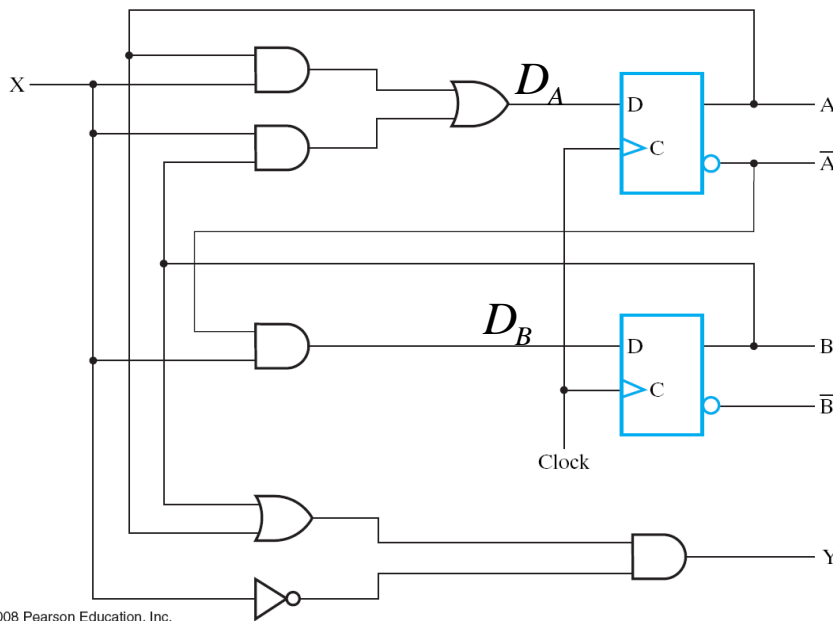 X
D_A
D
C
A
A̅
D_B
D
C
B
B̅
Clock
Y
008 Pearson Education, Inc.